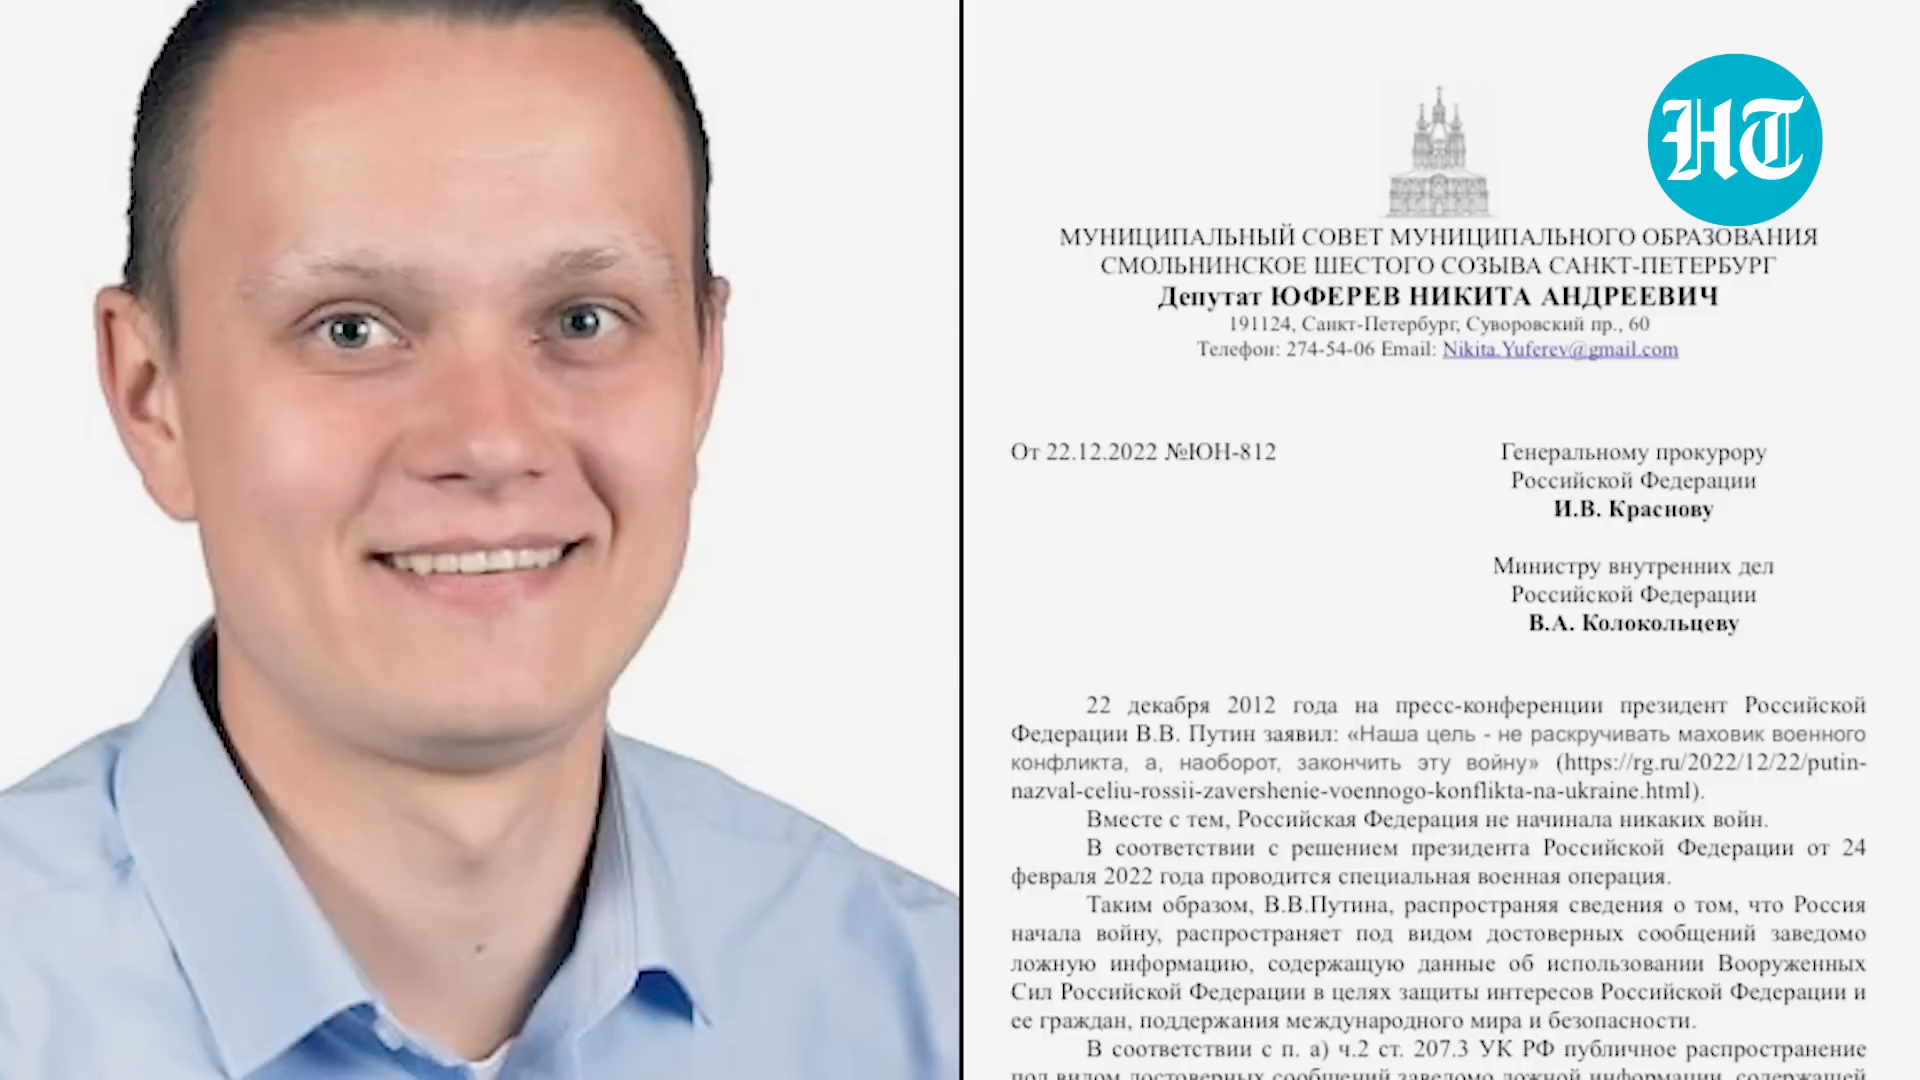 HT
МУНИЦИПАЛЬНЫЙ СОВЕТ МУНИЦИПАЛЬНОГО ОБРАЗОВАНИЯ
СМОЛЬНИНСКОЕ ШЕСТОГО СОЗЫВА САНКТ-ПЕТЕРБУРГ
Депутат ЮФЕРЕВ НИКИТА АНДРЕЕВИЧ
191124, Санкт-Петербург, Суворовский пр., 60
Телефон: 274-54-06 Email: Nikita.Yuferev@gmail.com
От 22.12.2022 №ЮН-812
Генеральному прокурору
Российской Федерации
И.В. Краснову
Министру внутренних дел
Российской Федерации
В.А. Колокольцеву
22 декабря 2012 года на пресс-конференции президент Российской
Федерации В.В. Путин заявил: «Наша цель - не раскручивать маховик военного
конфликта, а, наоборот, закончить эту войну» (https://rg.ru/2022/12/22/putin-
nazval-celiu-rossii-zavershenie-voennogo-konflikta-na-ukraine.html).
Вместе с тем, Российская Федерация не начинала никаких войн.
В соответствии с решением президента Российской Федерации от 24
февраля 2022 года проводится специальная военная операция.
Таким образом, В.В.Путина, распространяя сведения о том, что Россия
начала войну, распространяет под видом достоверных сообщений заведомо
ложную информацию, содержащую данные об использовании Вооруженных
Сил Российской Федерации в целях защиты интересов Российской Федерации и
ее граждан, поддержания международного мира и безопасности.
В соответствии с п. а) ч.2 ст. 207.3 УК РФ публичное распространение
под видом достоверных сообщений заведомо ложной информации, содержащей